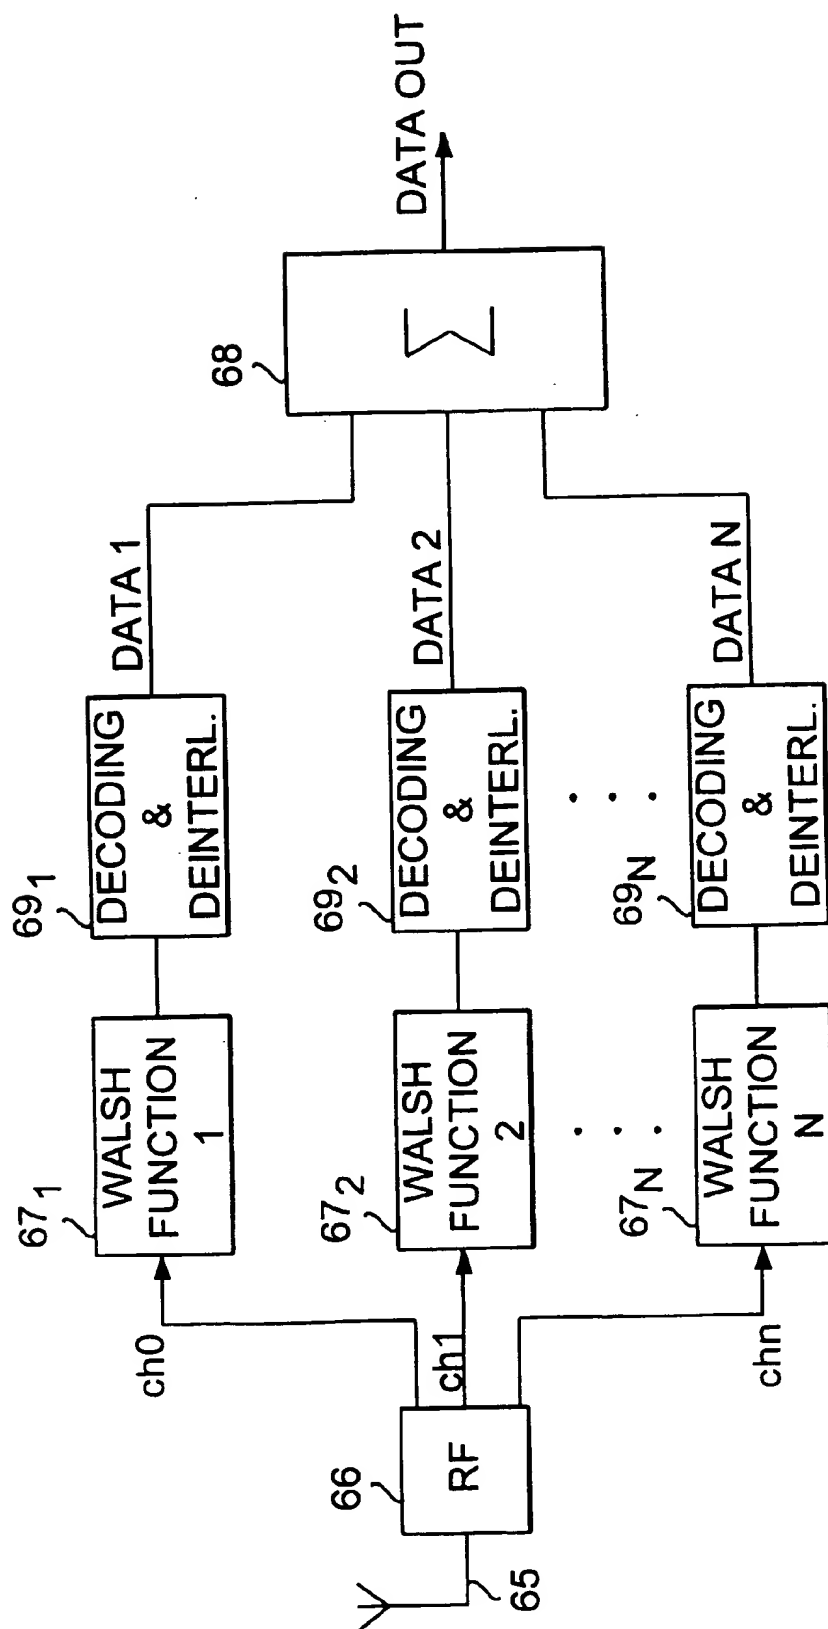 65
66
RF
ch0
ch1
chn
67₁
WALSH
FUNCTION
1
67₂
WALSH
FUNCTION
2
67N
WALSH
FUNCTION
N
69₁
DECODING
&
DEINTERL.
69₂
DECODING
&
DEINTERL.
69N
DECODING
&
DEINTERL.
DATA 1
DATA 2
DATA N
68
Σ
DATA OUT